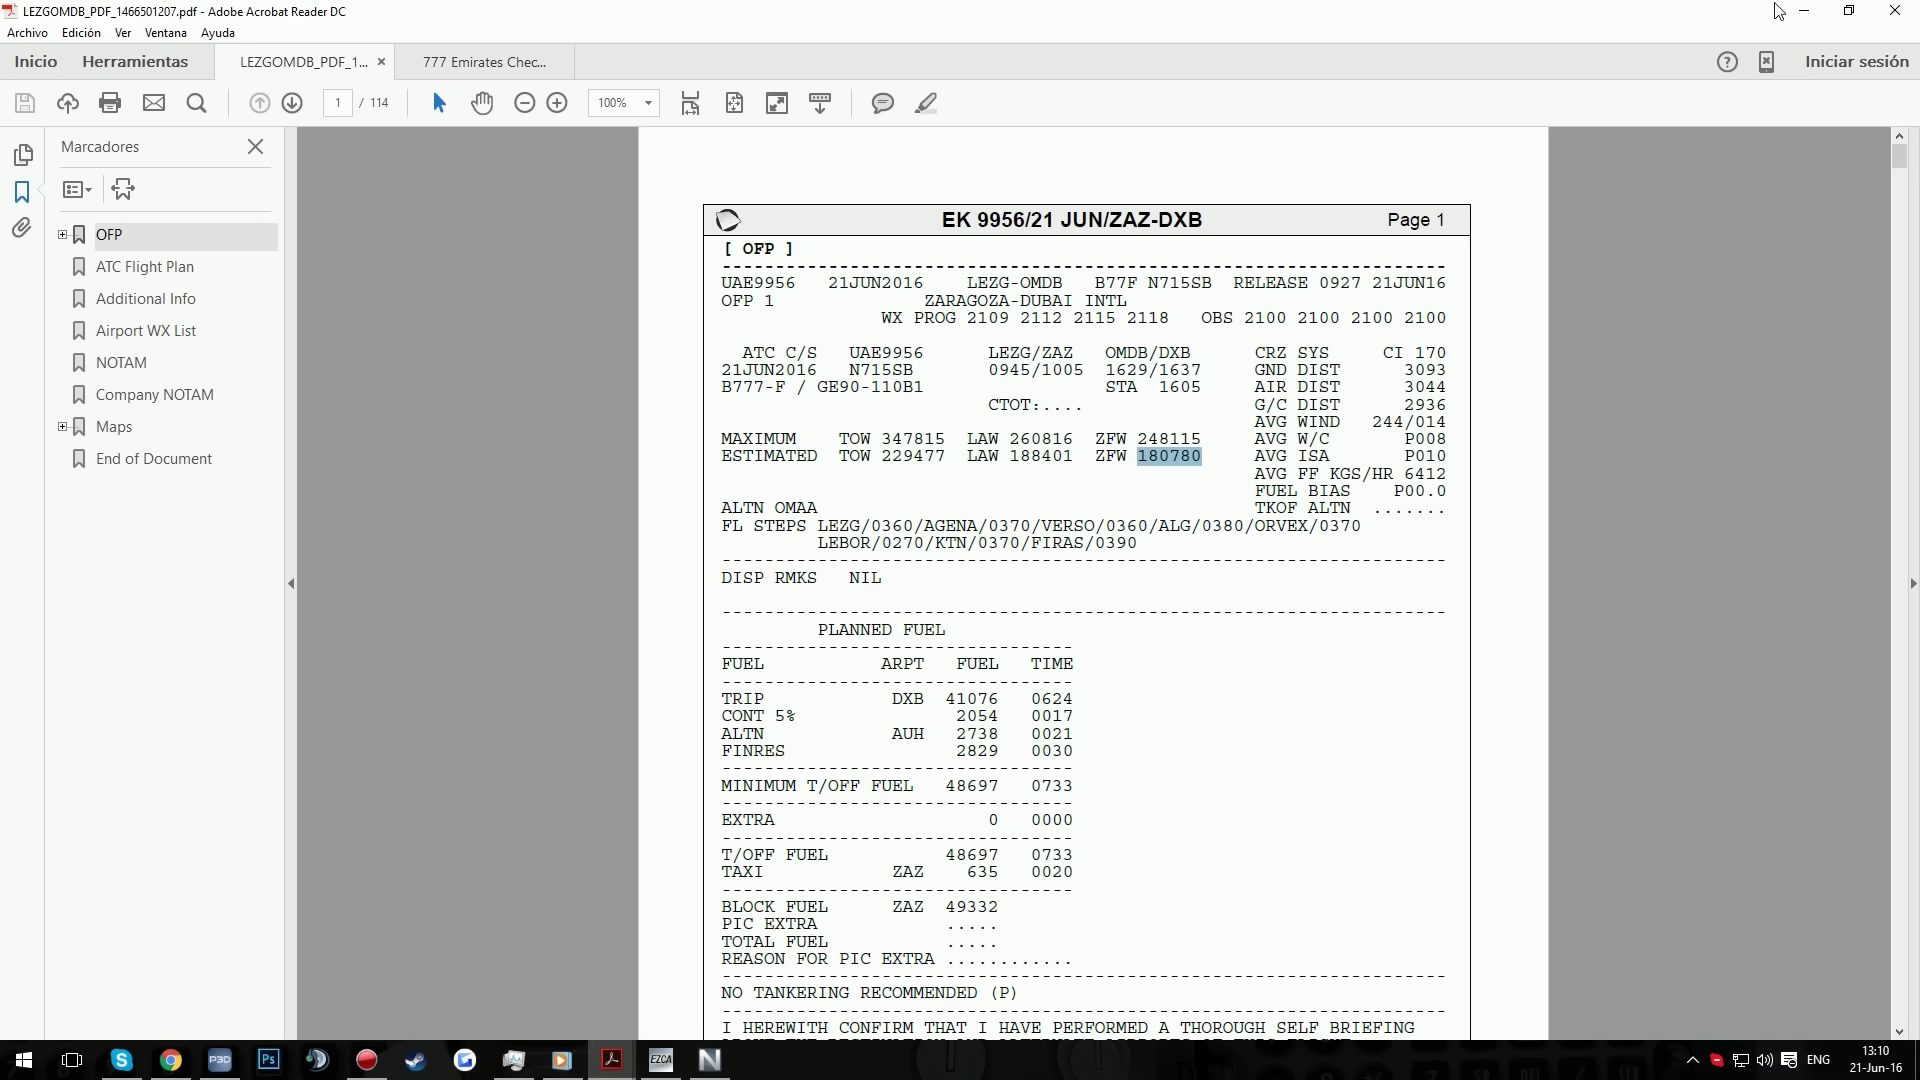 LEZGOMDB_PDF_1466501207.pdf - Adobe Acrobat Reader DC
Archivo Edición Ver Ventana Ayuda
Inicio Herramientas LEZGOMDB_PDF_1... × 777 Emirates Chec... Iniciar sesión
1 / 114 100%
Marcadores
OFP
ATC Flight Plan
Additional Info
Airport WX List
NOTAM
Company NOTAM
Maps
End of Document
EK 9956/21 JUN/ZAZ-DXB Page 1
[ OFP ]
--------------------------------------------------------------------
UAE9956 21JUN2016 LEZG-OMDB B77F N715SB RELEASE 0927 21JUN16
OFP 1 ZARAGOZA-DUBAI INTL
WX PROG 2109 2112 2115 2118 OBS 2100 2100 2100 2100
ATC C/S UAE9956 LEZG/ZAZ OMDB/DXB CRZ SYS CI 170
21JUN2016 N715SB 0945/1005 1629/1637 GND DIST 3093
B777-F / GE90-110B1 STA 1605 AIR DIST 3044
CTOT:.... G/C DIST 2936
AVG WIND 244/014
MAXIMUM TOW 347815 LAW 260816 ZFW 248115 AVG W/C P008
ESTIMATED TOW 229477 LAW 188401 ZFW 180780 AVG ISA P010
AVG FF KGS/HR 6412
FUEL BIAS P00.0
ALTN OMAA TKOF ALTN .......
FL STEPS LEZG/0360/AGENA/0370/VERSO/0360/ALG/0380/ORVEX/0370
LEBOR/0270/KTN/0370/FIRAS/0390
--------------------------------------------------------------------
DISP RMKS NIL
--------------------------------------------------------------------
PLANNED FUEL
---------------------------------
FUEL ARPT FUEL TIME
---------------------------------
TRIP DXB 41076 0624
CONT 5% 2054 0017
ALTN AUH 2738 0021
FINRES 2829 0030
---------------------------------
MINIMUM T/OFF FUEL 48697 0733
---------------------------------
EXTRA 0 0000
---------------------------------
T/OFF FUEL 48697 0733
TAXI ZAZ 635 0020
---------------------------------
BLOCK FUEL ZAZ 49332
PIC EXTRA .....
TOTAL FUEL .....
REASON FOR PIC EXTRA ............
--------------------------------------------------------------------
NO TANKERING RECOMMENDED (P)
--------------------------------------------------------------------
I HEREWITH CONFIRM THAT I HAVE PERFORMED A THOROUGH SELF BRIEFING
P3D Ps EZCA N ENG 13:10
21-Jun-16